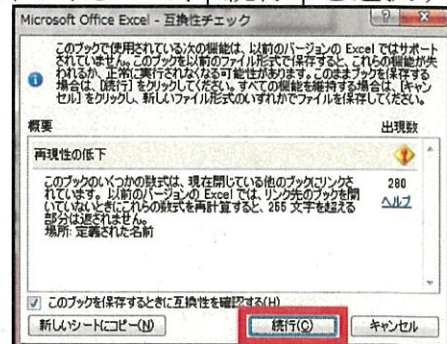 Microsoft Office Excel - 互換性チェック
このブックで使用されている次の機能は、以前のバージョンの Excel ではサポート
されていません。このブックを以前のファイル形式で保存すると、これらの機能が失
われるか、正常に実行されなくなる可能性があります。このままブックを保存する
場合は、[続行] をクリックしてください。すべての機能を維持する場合は、[キャン
セル] をクリックし、新しいファイル形式のいずれかでファイルを保存してください。
概要 出現数
再現性の低下
このブックのいくつかの数式は、現在閉じている他のブックにリンクさ 280
れています。以前のバージョンの Excel では、リンク先のブックを開 ヘルプ
いていないときにこれらの数式を再計算すると、255 文字を超える
部分は返されません。
場所: 定義された名前
このブックを保存するときに互換性を確認する(H)
新しいシートにコピー(N) 続行(C) キャンセル